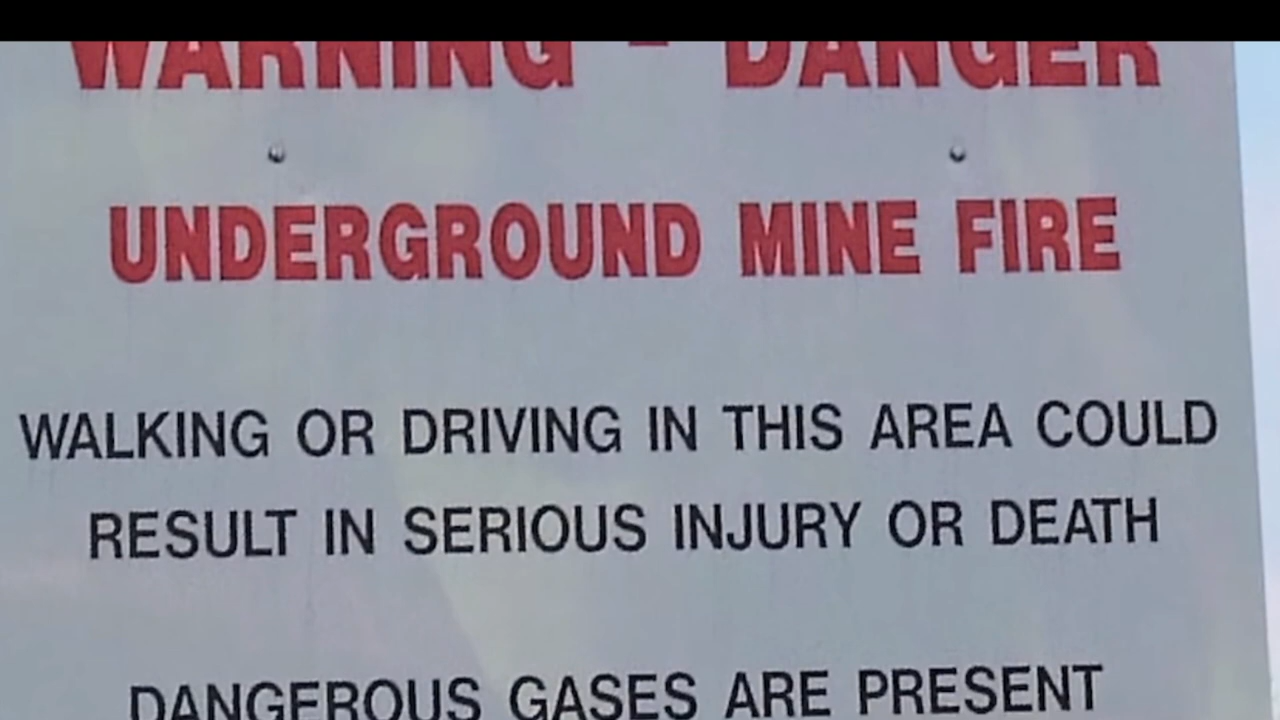 WARNING - DANGER
UNDERGROUND MINE FIRE
WALKING OR DRIVING IN THIS AREA COULD
RESULT IN SERIOUS INJURY OR DEATH
DANGEROUS GASES ARE PRESENT